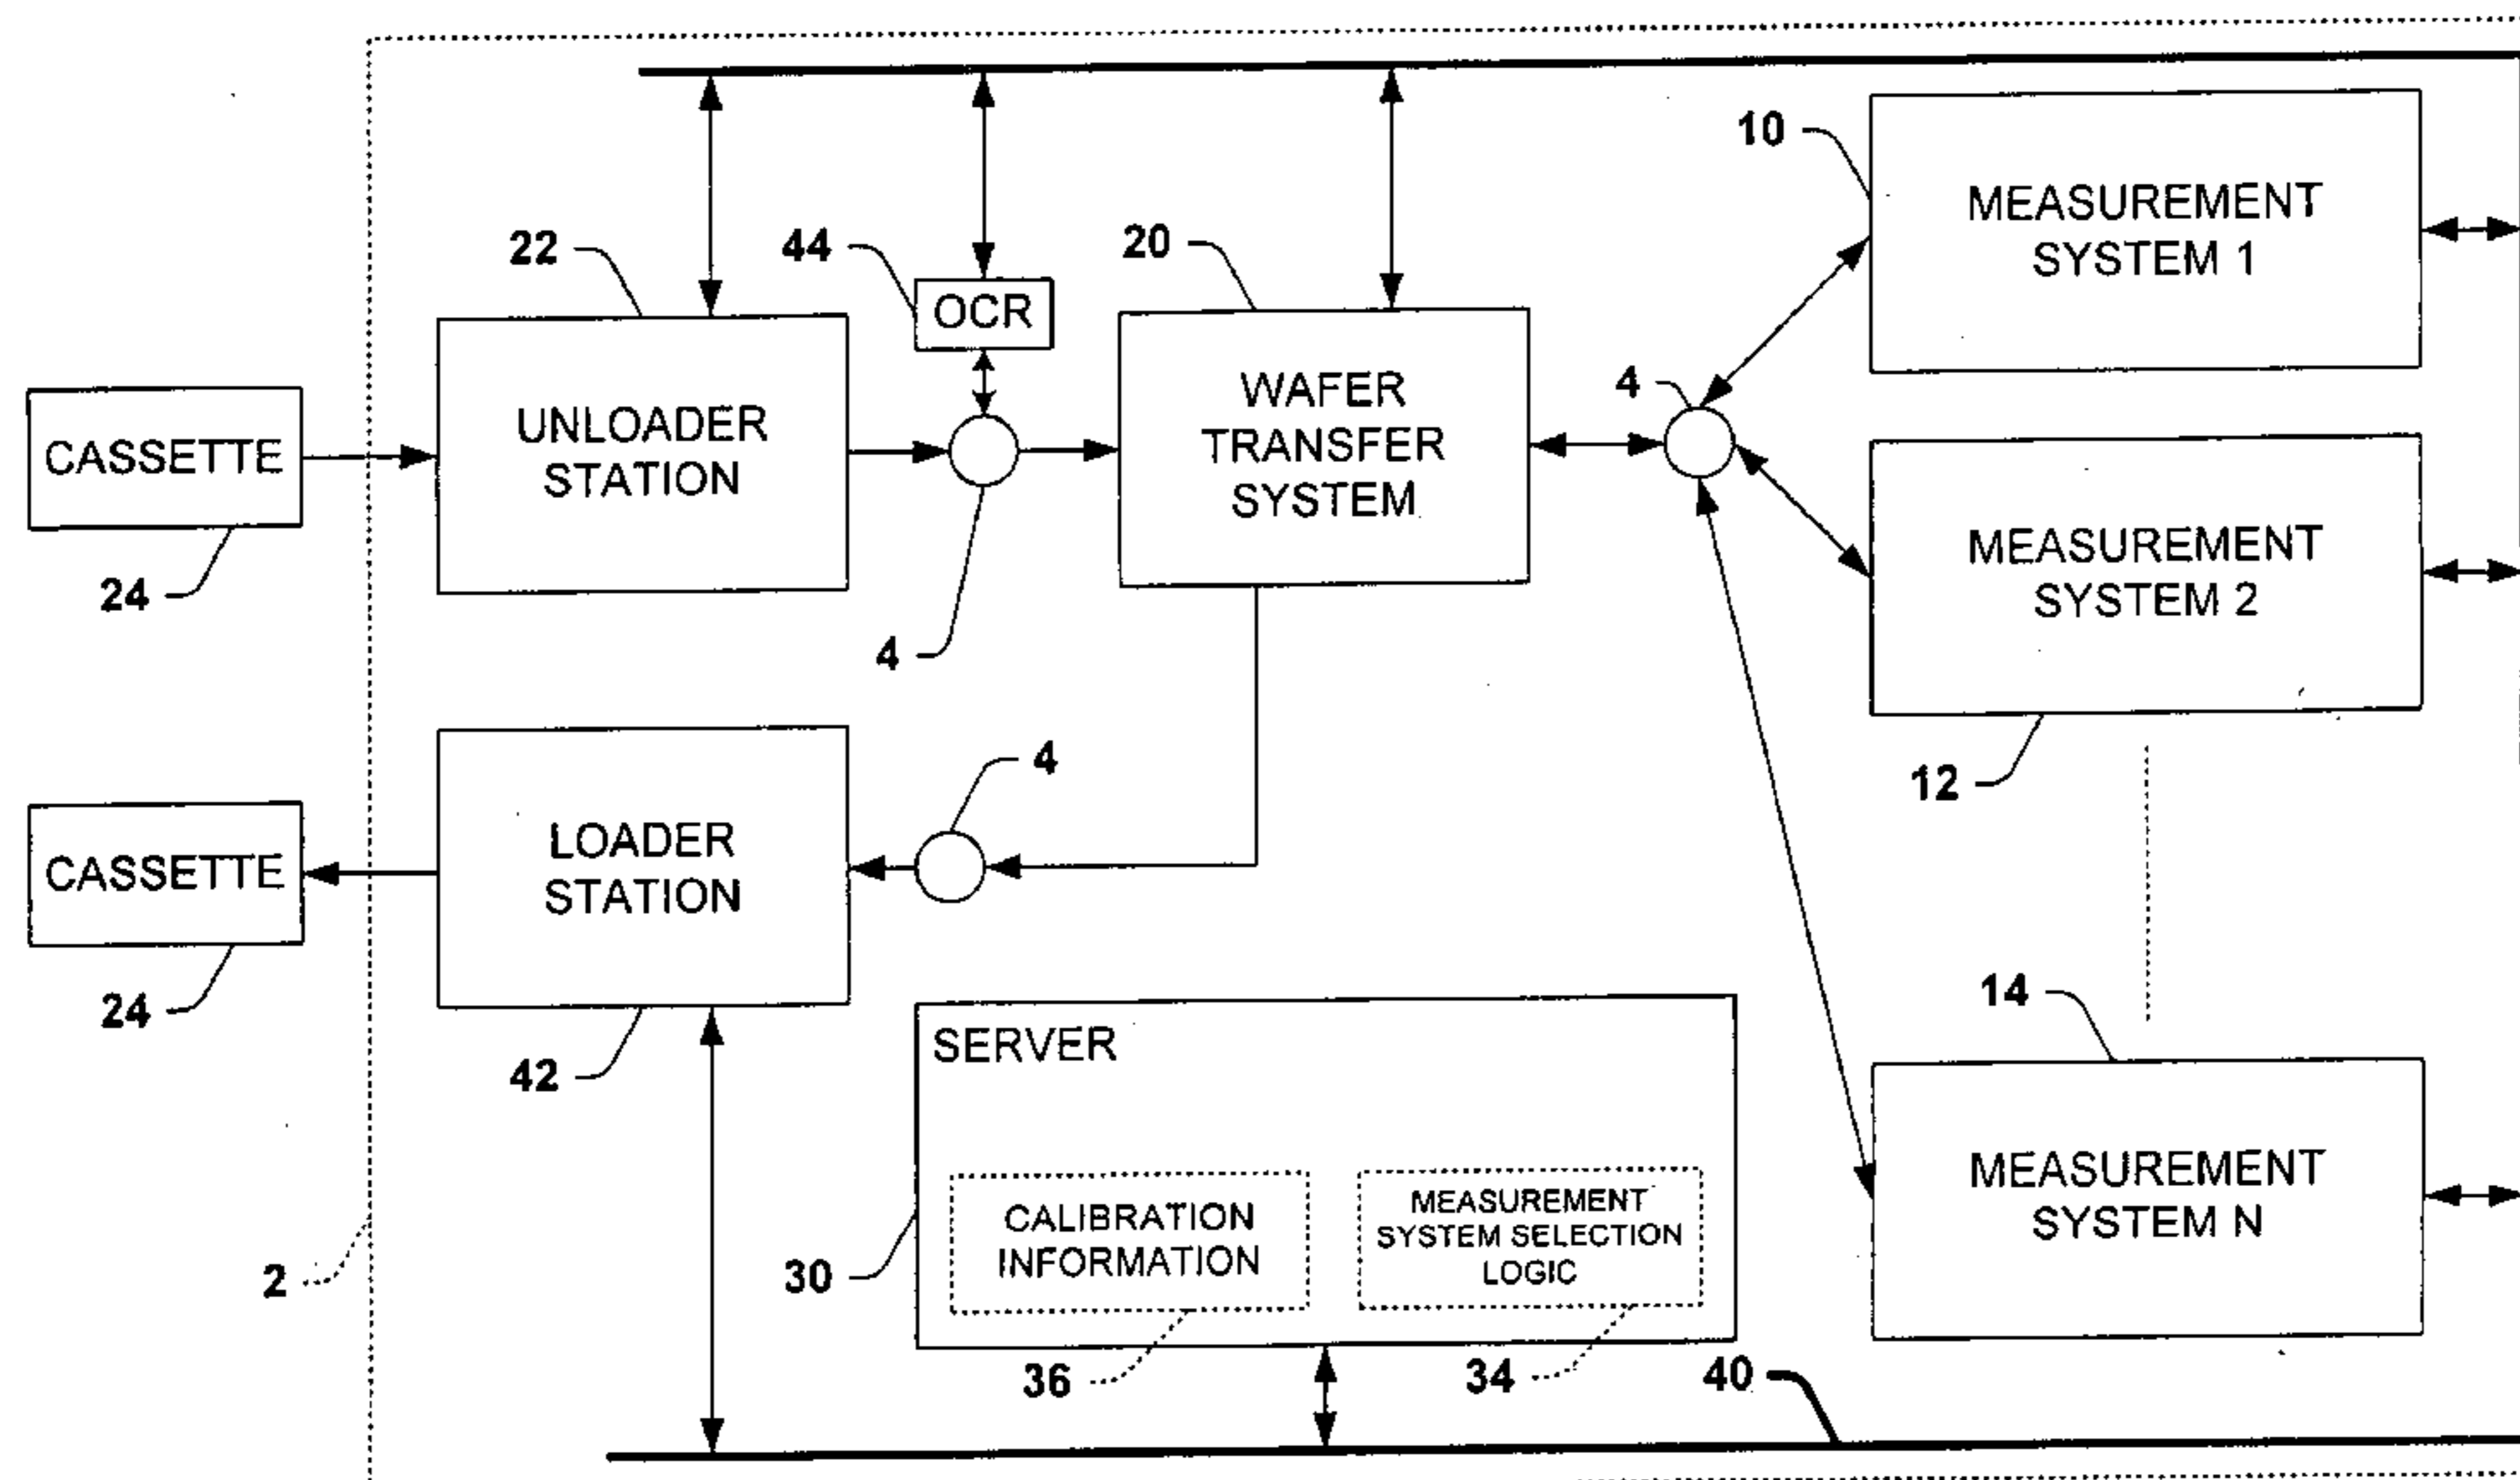 10
MEASUREMENT
SYSTEM 1
22
44
20
OCR
4
CASSETTE
UNLOADER
STATION
WAFER
TRANSFER
SYSTEM
MEASUREMENT
SYSTEM 2
24
4
12
LOADER
STATION
4
CASSETTE
24
42
14
SERVER
MEASUREMENT
SYSTEM N
CALIBRATION
INFORMATION
MEASUREMENT
SYSTEM SELECTION
LOGIC
2
30
36
34
40